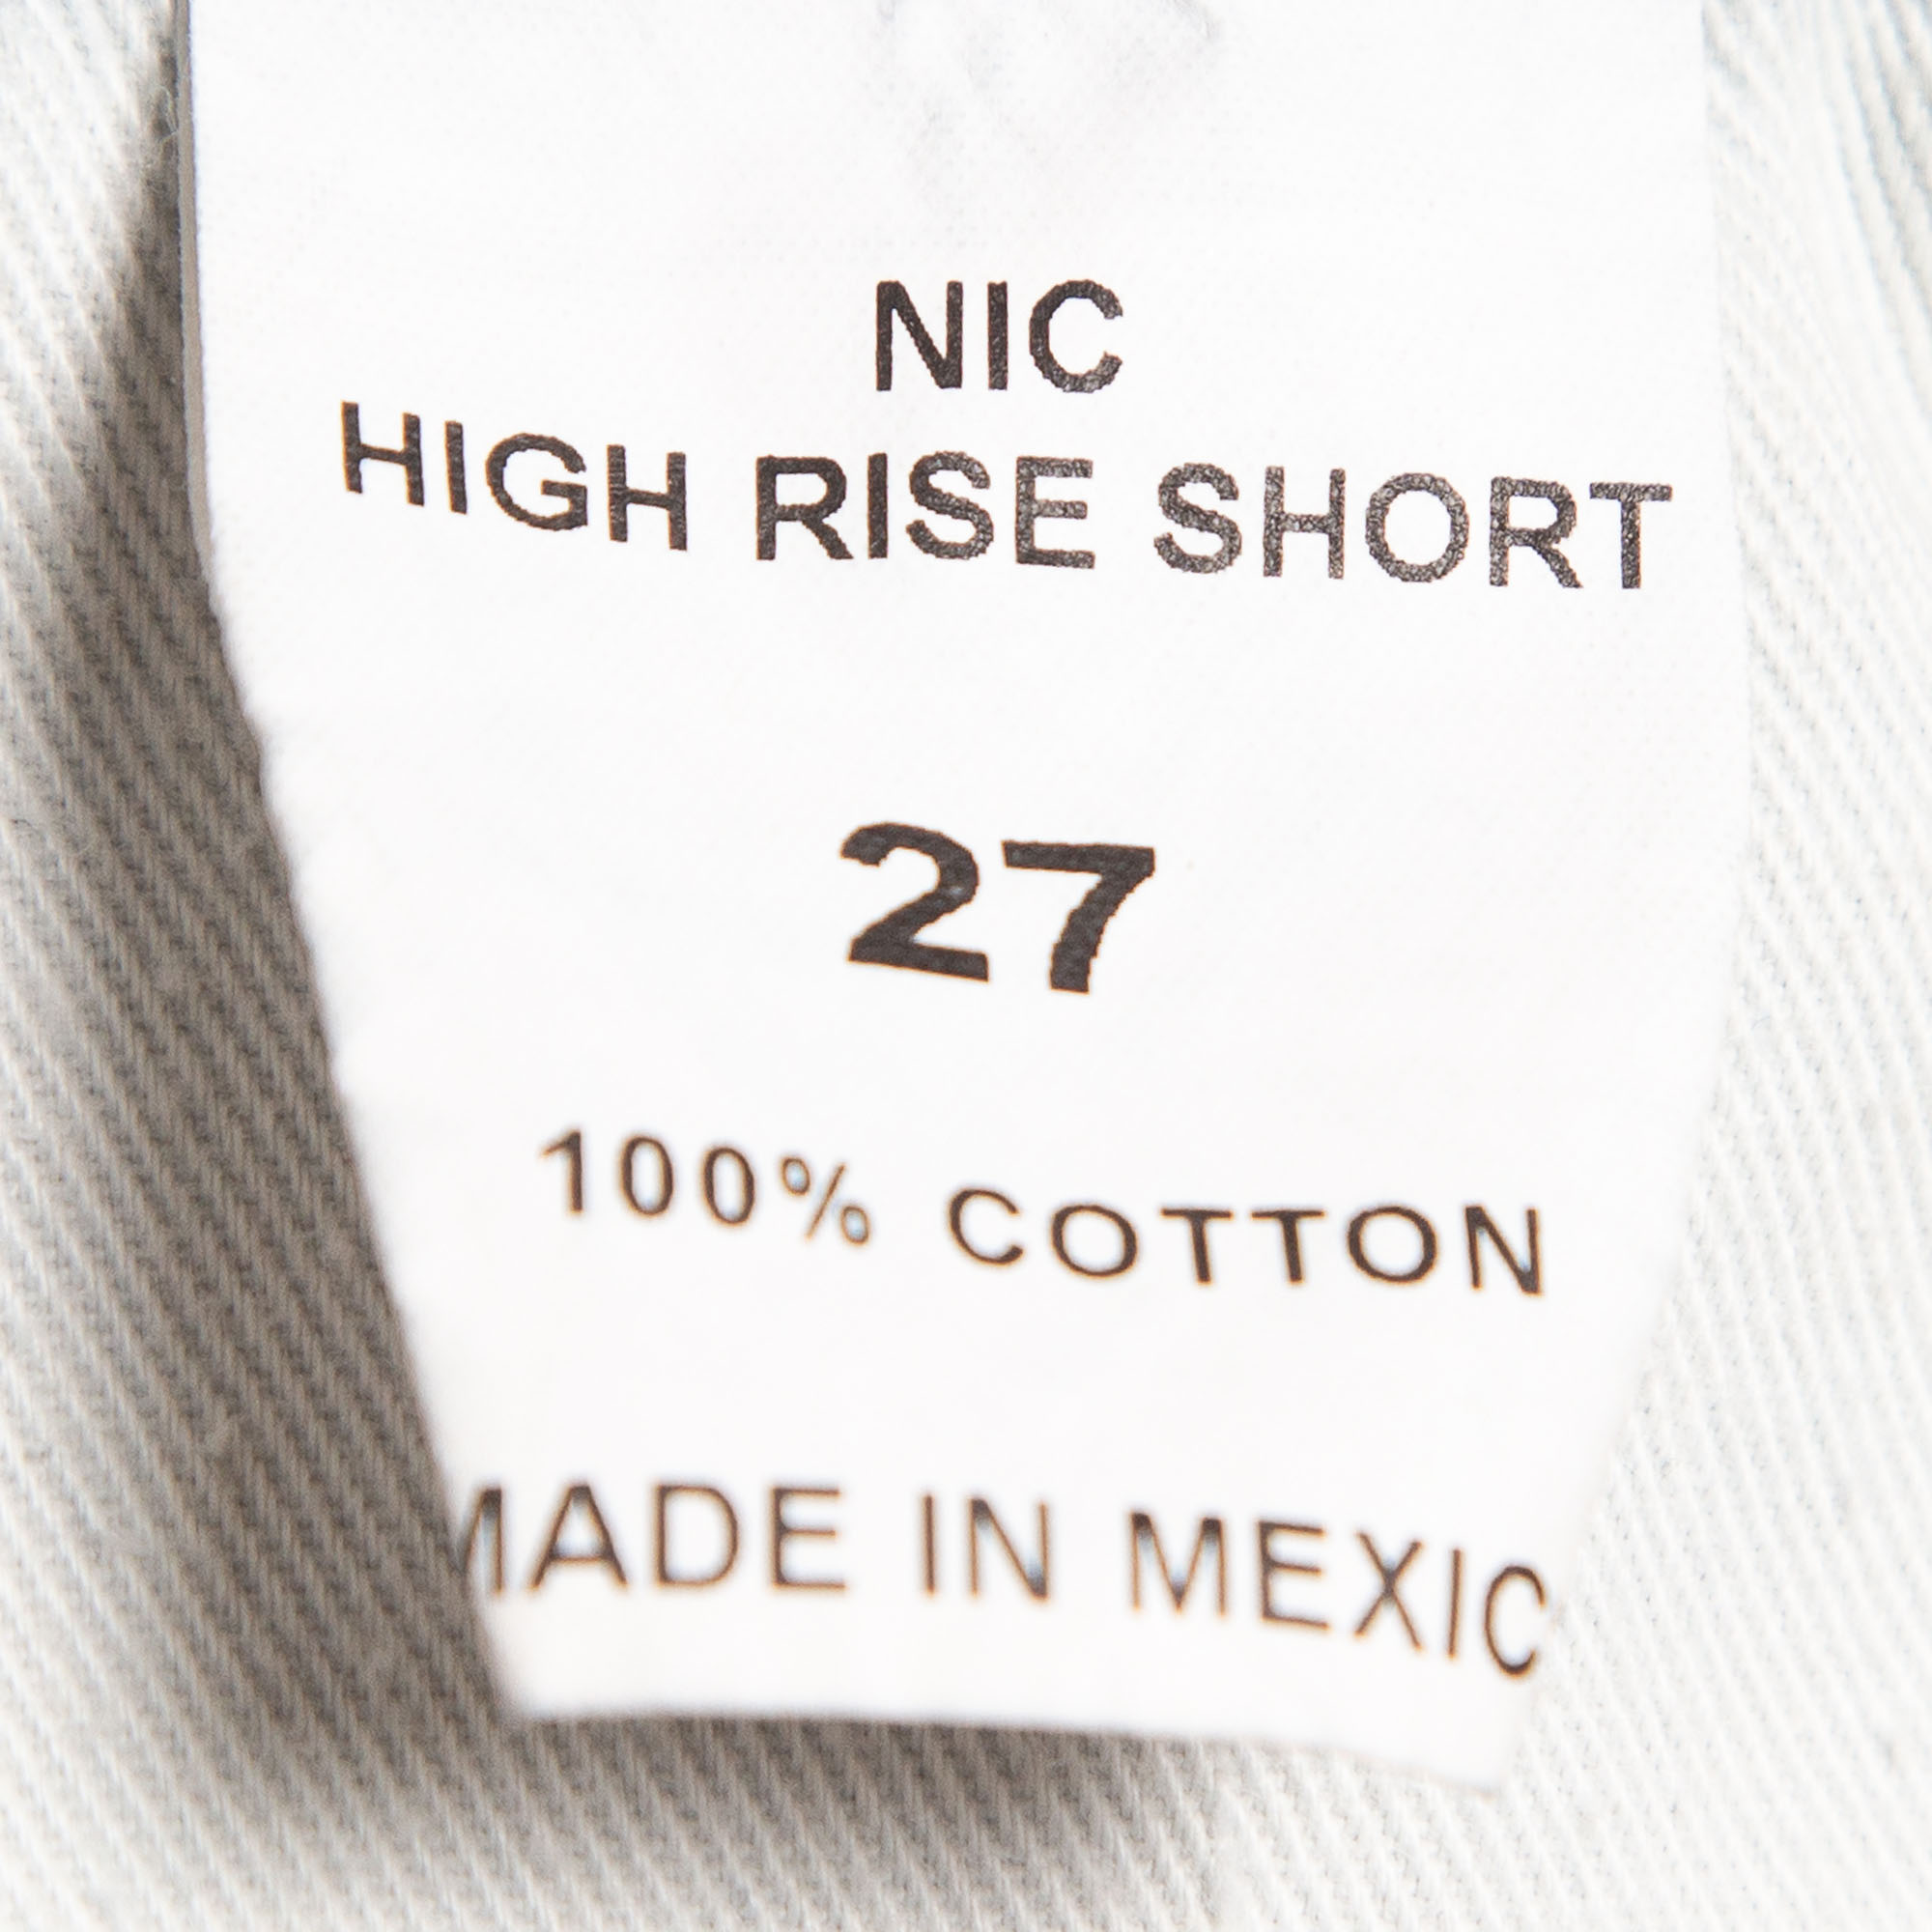 NIC
HIGH RISE SHORT
27
100% COTTON
MADE IN MEXIC